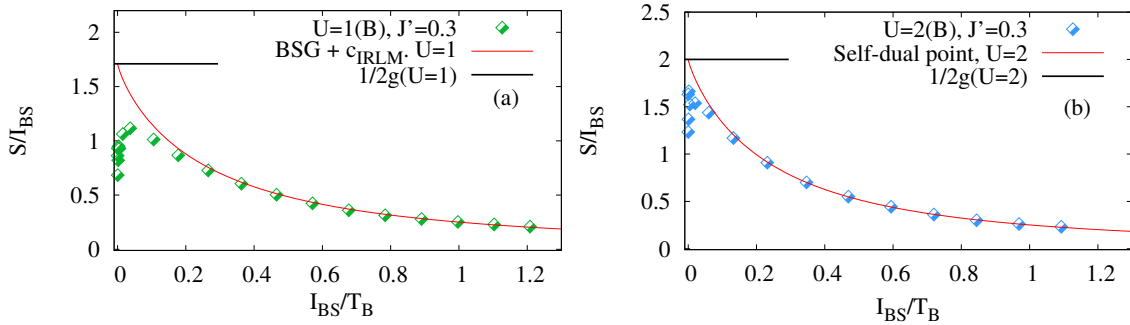 U=1(B), J'=0.3
BSG + c_IRLM. U=1
1/2g(U=1)
(a)
2
1.5
1
0.5
0
S/I_BS
0 0.2 0.4 0.6 0.8 1 1.2
I_BS/T_B
U=2(B), J'=0.3
Self-dual point, U=2
1/2g(U=2)
(b)
2.5
2
1.5
1
0.5
0
S/I_BS
0 0.2 0.4 0.6 0.8 1 1.2
I_BS/T_B